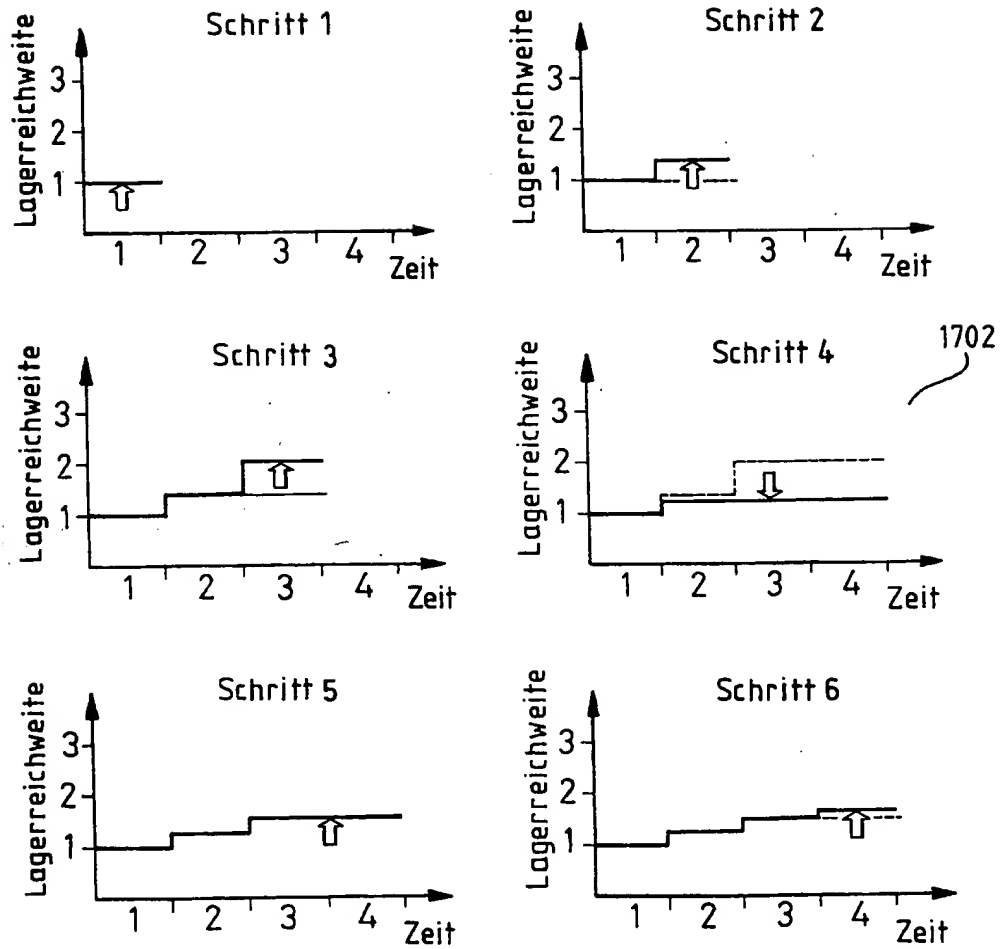 Schritt 1
Lagerreichweite
3
2
1
1 2 3 4
Zeit
Schritt 2
Lagerreichweite
3
2
1
1 2 3 4
Zeit
Schritt 3
Lagerreichweite
3
2
1
1 2 3 4
Zeit
Schritt 4
1702
Lagerreichweite
3
2
1
1 2 3 4
Zeit
Schritt 5
Lagerreichweite
3
2
1
1 2 3 4
Zeit
Schritt 6
Lagerreichweite
3
2
1
1 2 3 4
Zeit